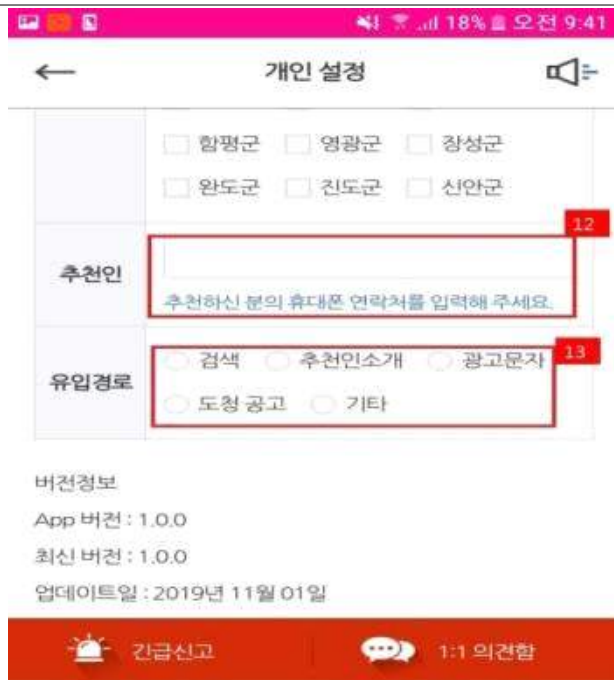 18% 오전 9:41
개인 설정
함평군 영광군 장성군
완도군 진도군 신안군
12
추천인
추천하신 분의 휴대폰 연락처를 입력해 주세요.
13
유입경로
검색 추천인소개 광고문자
도청 공고 기타
버전정보
App 버전 : 1.0.0
최신 버전 : 1.0.0
업데이트일 : 2019년 11월 01일
긴급신고 1:1 의견함